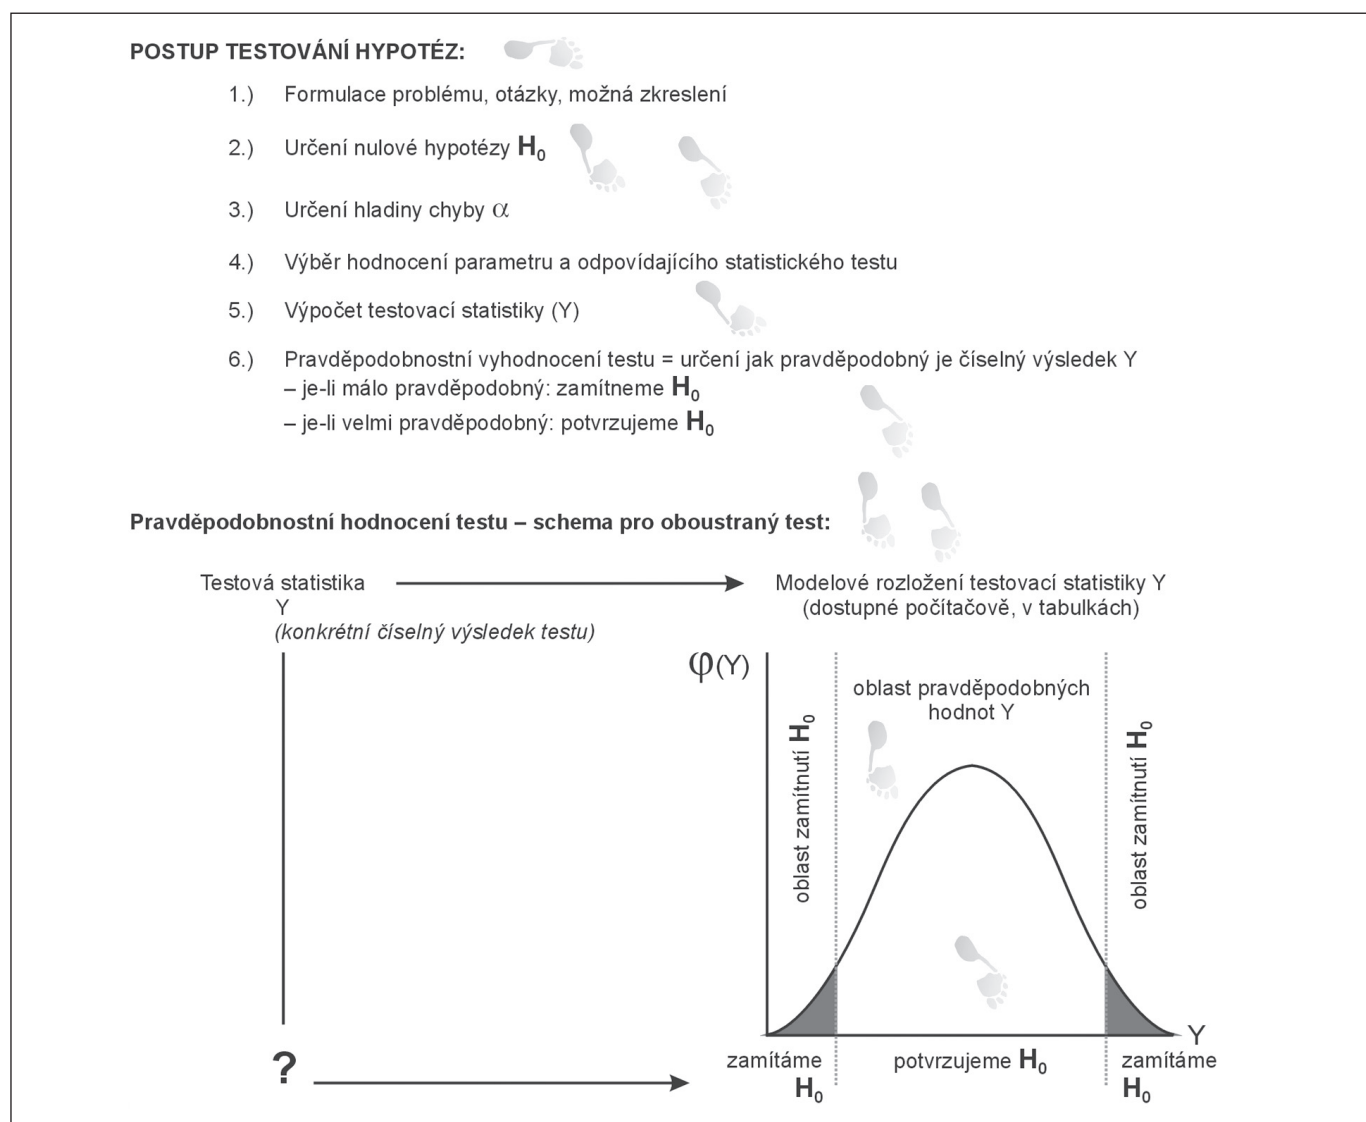 POSTUP TESTOVÁNÍ HYPOTÉZ:
1.) Formulace problému, otázky, možná zkreslení
2.) Určení nulové hypotézy H₀
3.) Určení hladiny chyby α
4.) Výběr hodnocení parametru a odpovídajícího statistického testu
5.) Výpočet testovací statistiky (Y)
6.) Pravděpodobnostní vyhodnocení testu = určení jak pravděpodobný je číselný výsledek Y
– je-li málo pravděpodobný: zamítneme H₀
– je-li velmi pravděpodobný: potvrzujeme H₀
Pravděpodobnostní hodnocení testu – schema pro oboustraný test:
Testová statistika
Y
(konkrétní číselný výsledek testu)
?
Modelové rozložení testovací statistiky Y
(dostupné počítačově, v tabulkách)
φ(Y)
oblast zamítnutí H₀
oblast pravděpodobných
hodnot Y
oblast zamítnutí H₀
Y
zamítáme
H₀
potvrzujeme H₀
zamítáme
H₀